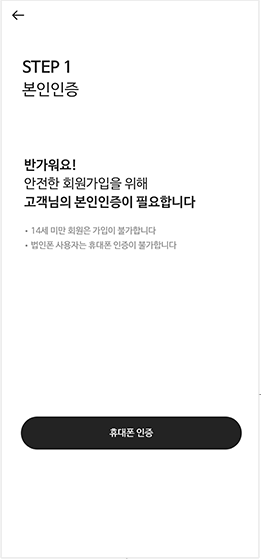 STEP 1
본인인증
반가워요!
안전한 회원가입을 위해
고객님의 본인인증이 필요합니다
• 14세 미만 회원은 가입이 불가합니다
• 법인폰 사용자는 휴대폰 인증이 불가합니다
휴대폰 인증